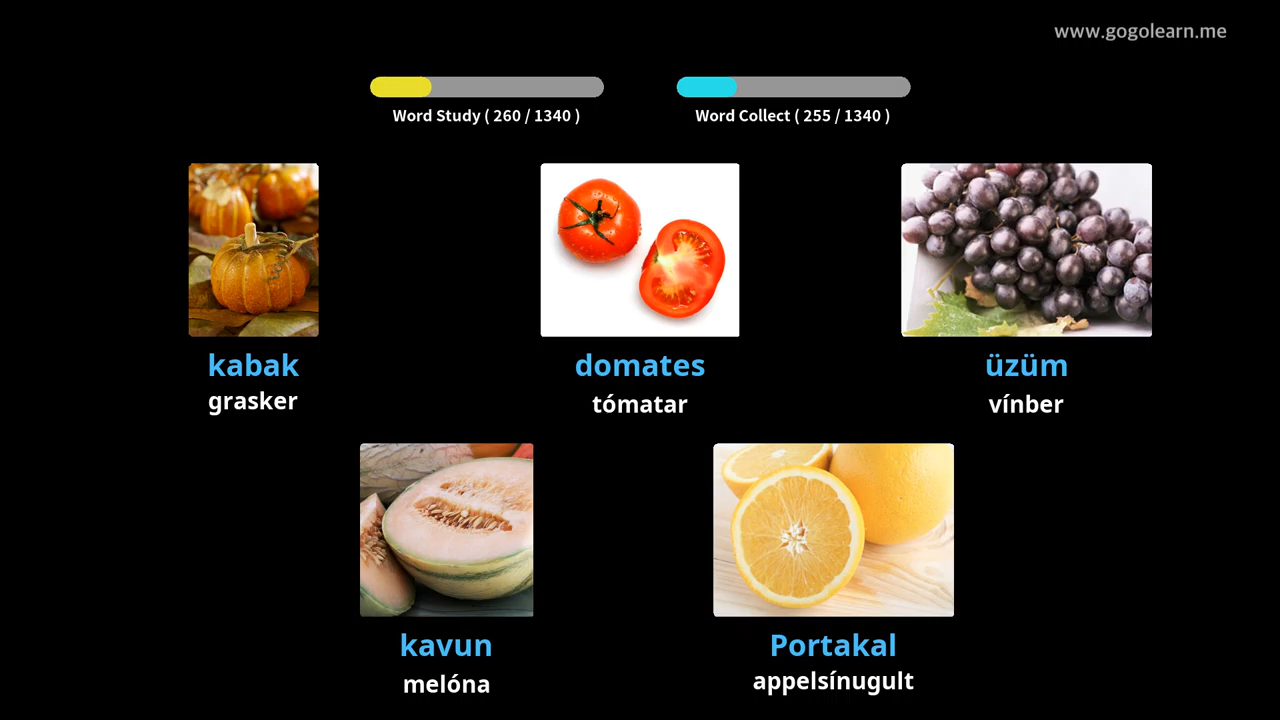 www.gogolearn.me
Word Study ( 260 / 1340 )
Word Collect ( 255 / 1340 )
kabak
grasker
domates
tómatar
üzüm
vínber
kavun
melóna
Portakal
appelsínugult